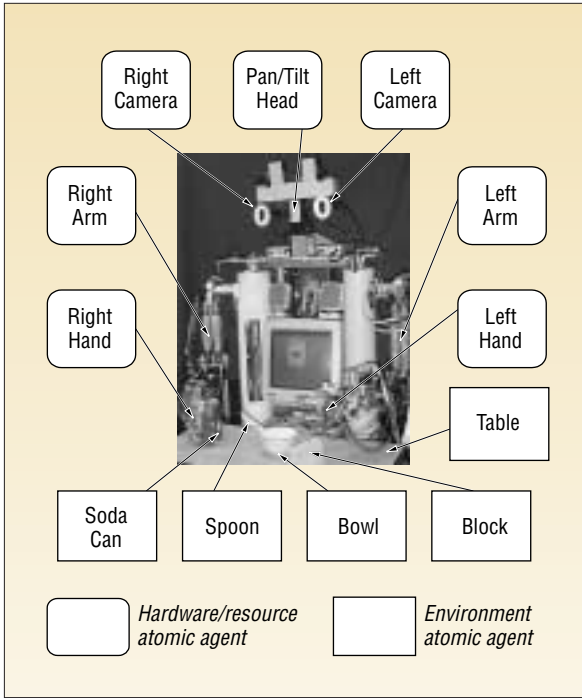 Right
Camera
Pan/Tilt
Head
Left
Camera
Right
Arm
Left
Arm
Right
Hand
Left
Hand
Table
Soda
Can
Spoon
Bowl
Block
Hardware/resource
atomic agent
Environment
atomic agent